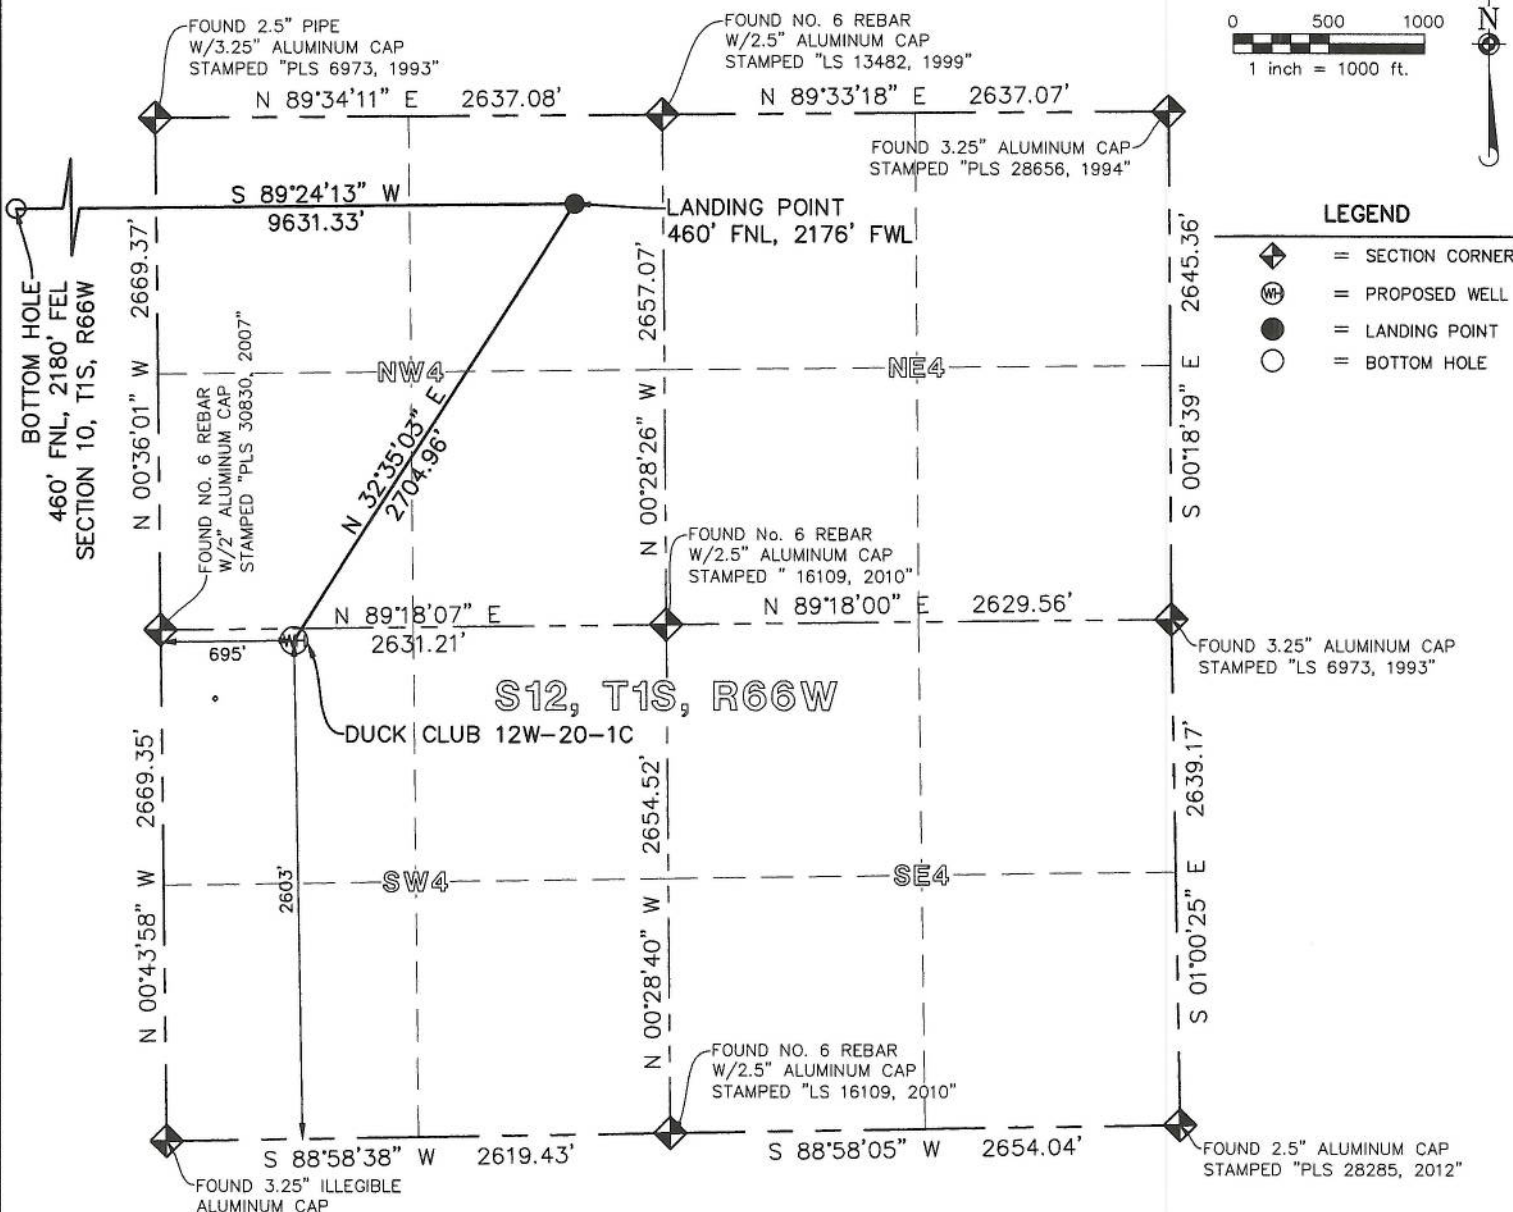 FOUND 2.5" PIPE
W/3.25" ALUMINUM CAP
STAMPED "PLS 6973, 1993"
FOUND NO. 6 REBAR
W/2.5" ALUMINUM CAP
STAMPED "LS 13482, 1999"
0 500 1000
1 inch = 1000 ft.
N
N 89°34'11" E 2637.08'
N 89°33'18" E 2637.07'
FOUND 3.25" ALUMINUM CAP
STAMPED "PLS 28656, 1994"
S 89°24'13" W
9631.33'
LANDING POINT
460' FNL, 2176' FWL
LEGEND
= SECTION CORNER
WH = PROPOSED WELL
= LANDING POINT
= BOTTOM HOLE
BOTTOM HOLE
460' FNL, 2180' FEL
SECTION 10, T1S, R66W
N 00°36'01" W 2669.37'
FOUND NO. 6 REBAR
W/2" ALUMINUM CAP
STAMPED "PLS 30830, 2007"
NW4
NE4
N 32°35'03" E
2704.96'
N 00°28'26" W 2657.07'
S 00°18'39" E 2645.36'
FOUND No. 6 REBAR
W/2.5" ALUMINUM CAP
STAMPED " 16109, 2010"
N 89°18'07" E
2631.21'
N 89°18'00" E 2629.56'
WH
695'
FOUND 3.25" ALUMINUM CAP
STAMPED "LS 6973, 1993"
S12, T1S, R66W
DUCK CLUB 12W-20-1C
N 00°43'58" W 2669.35'
2603'
SW4
SE4
N 00°28'40" W 2654.52'
S 01°00'25" E 2639.17'
FOUND NO. 6 REBAR
W/2.5" ALUMINUM CAP
STAMPED "LS 16109, 2010"
S 88°58'38" W 2619.43'
S 88°58'05" W 2654.04'
FOUND 2.5" ALUMINUM CAP
STAMPED "PLS 28285, 2012"
FOUND 3.25" ILLEGIBLE
ALUMINUM CAP